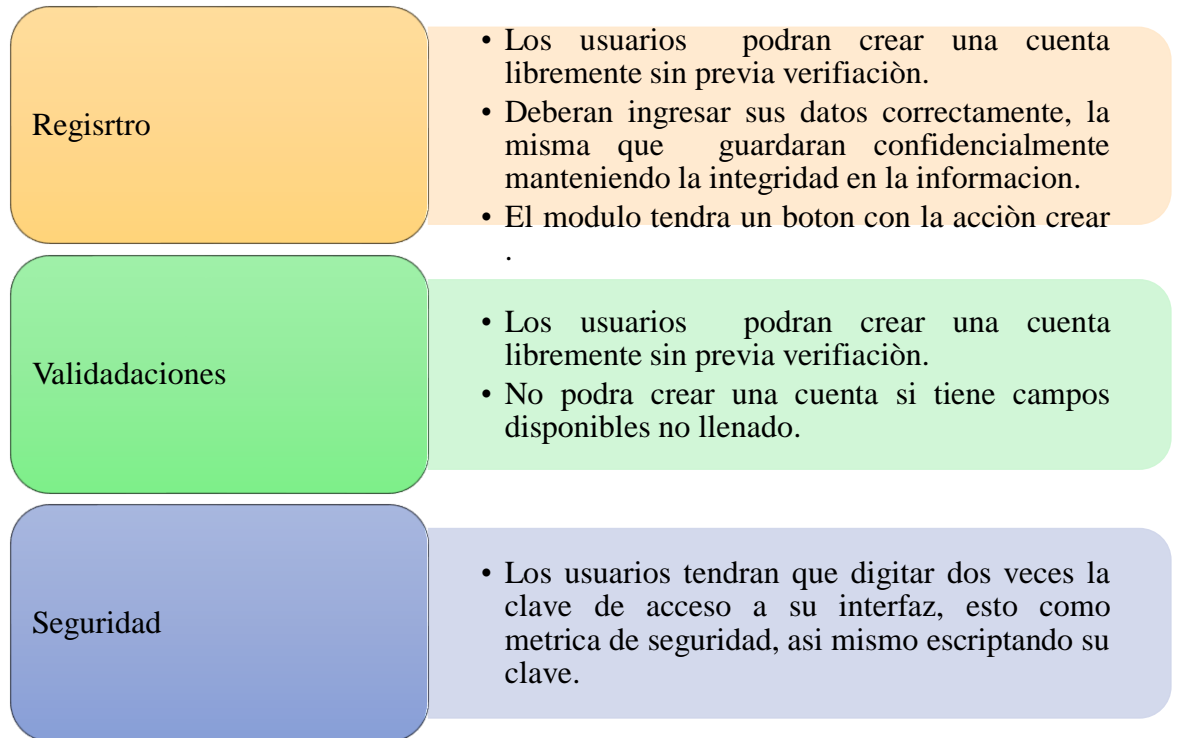 Regisrtro
• Los usuarios podran crear una cuenta
libremente sin previa verifiaciòn.
• Deberan ingresar sus datos correctamente, la
misma que guardaran confidencialmente
manteniendo la integridad en la informacion.
• El modulo tendra un boton con la acciòn crear
.
Validadaciones
• Los usuarios podran crear una cuenta
libremente sin previa verifiaciòn.
• No podra crear una cuenta si tiene campos
disponibles no llenado.
Seguridad
• Los usuarios tendran que digitar dos veces la
clave de acceso a su interfaz, esto como
metrica de seguridad, asi mismo escriptando su
clave.